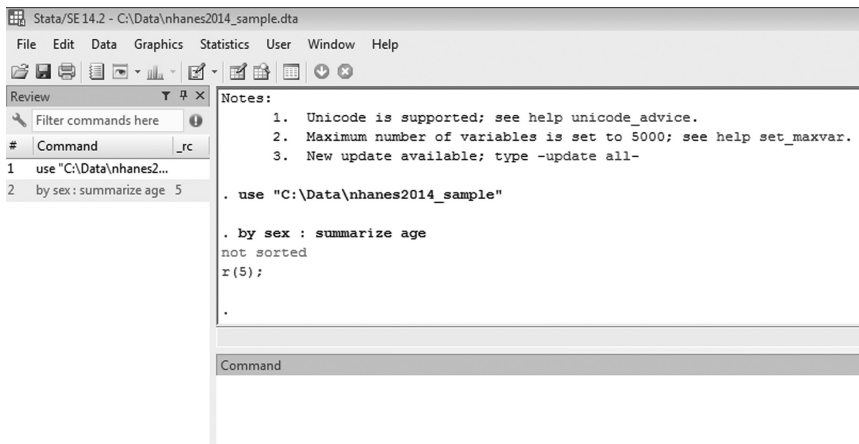 Stata/SE 14.2 - C:\Data\nhanes2014_sample.dta
File Edit Data Graphics Statistics User Window Help
Review
Filter commands here
# Command _rc
1 use "C:\Data\nhanes2...
2 by sex : summarize age 5
Notes:
1. Unicode is supported; see help unicode_advice.
2. Maximum number of variables is set to 5000; see help set_maxvar.
3. New update available; type -update all-
. use "C:\Data\nhanes2014_sample"
. by sex : summarize age
not sorted
r(5);
.
Command